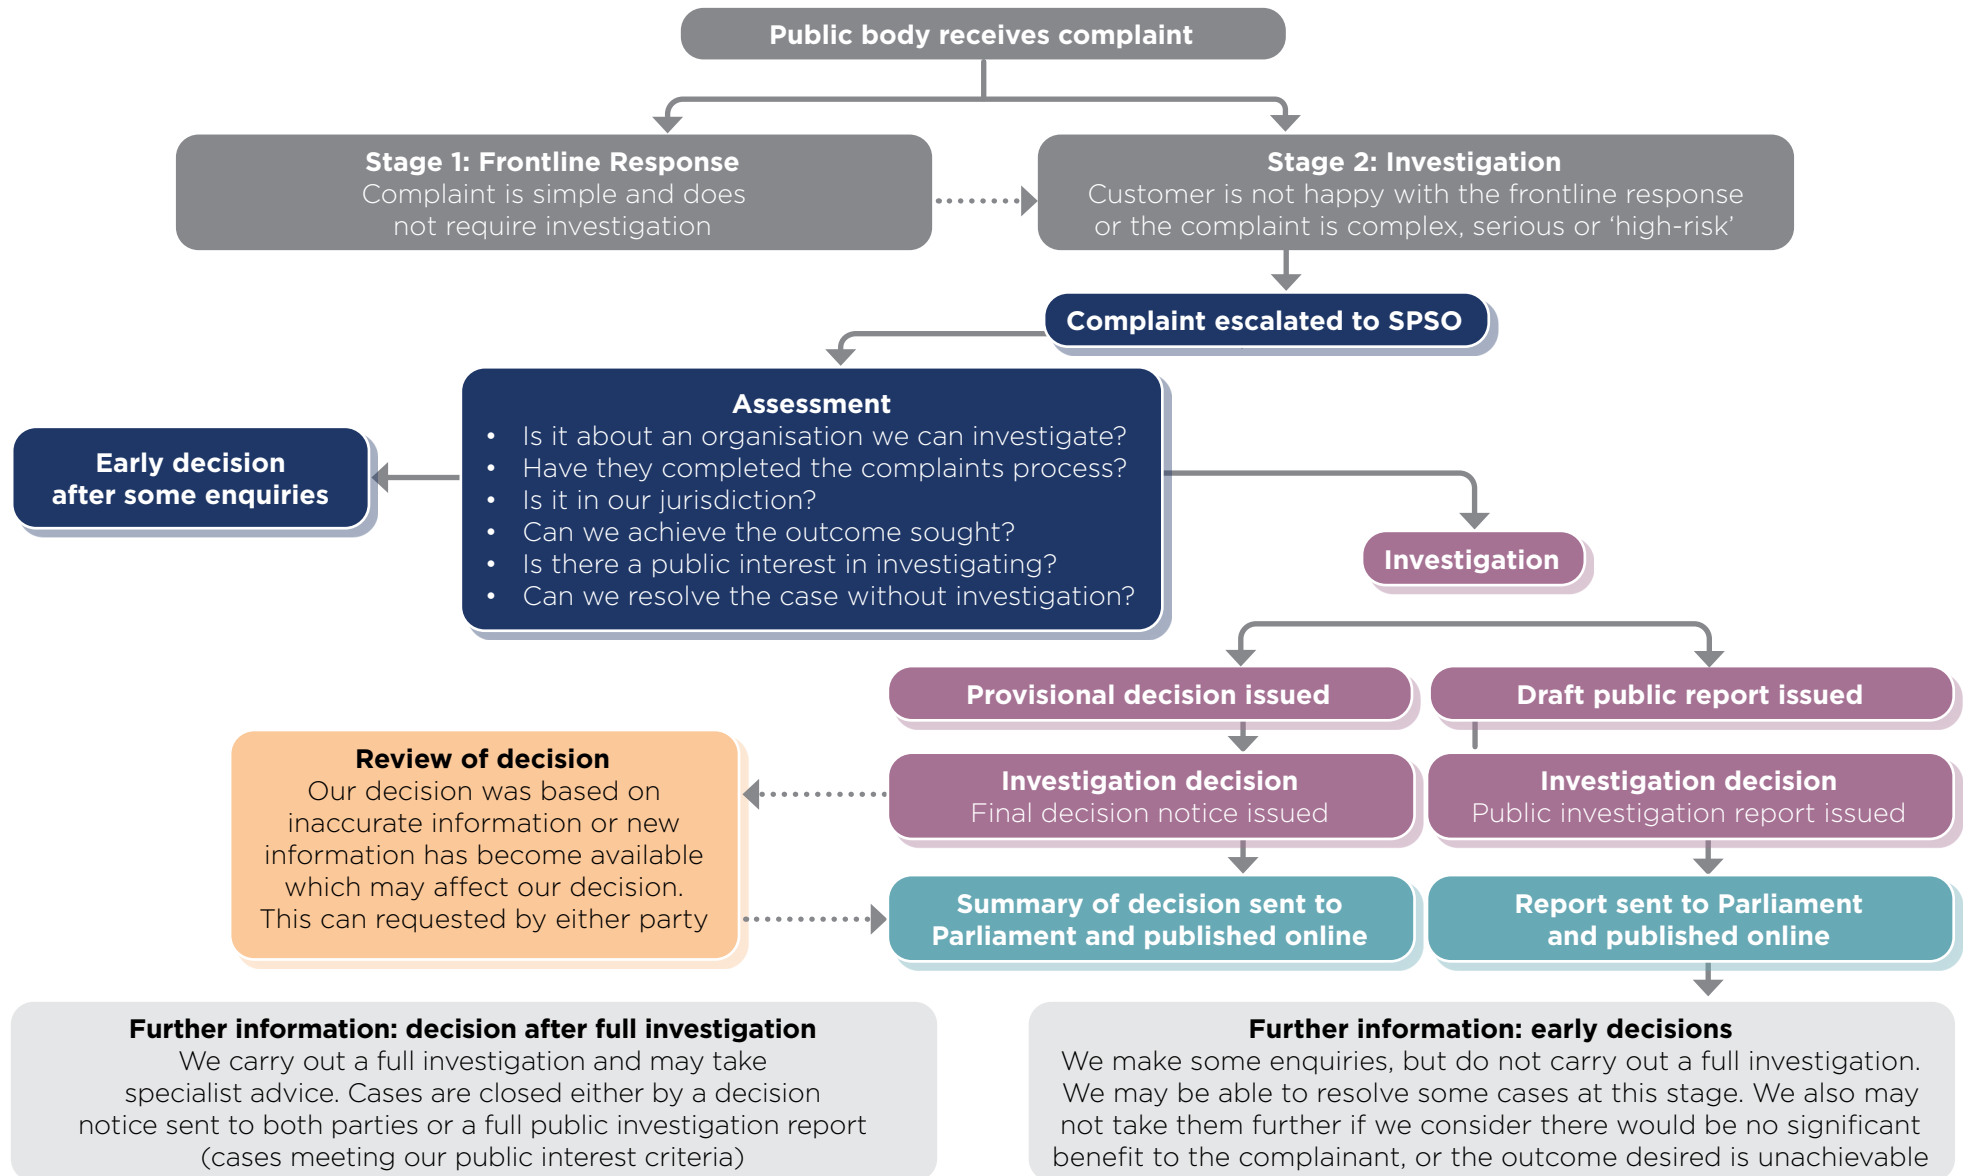 Public body receives complaint
Stage 1: Frontline Response
Complaint is simple and does
not require investigation
Stage 2: Investigation
Customer is not happy with the frontline response
or the complaint is complex, serious or ‘high-risk’
Complaint escalated to SPSO
Assessment
• Is it about an organisation we can investigate?
• Have they completed the complaints process?
• Is it in our jurisdiction?
• Can we achieve the outcome sought?
• Is there a public interest in investigating?
• Can we resolve the case without investigation?
Early decision
after some enquiries
Investigation
Provisional decision issued
Draft public report issued
Review of decision
Our decision was based on
inaccurate information or new
information has become available
which may affect our decision.
This can requested by either party
Investigation decision
Final decision notice issued
Investigation decision
Public investigation report issued
Summary of decision sent to
Parliament and published online
Report sent to Parliament
and published online
Further information: decision after full investigation
We carry out a full investigation and may take
specialist advice. Cases are closed either by a decision
notice sent to both parties or a full public investigation report
(cases meeting our public interest criteria)
Further information: early decisions
We make some enquiries, but do not carry out a full investigation.
We may be able to resolve some cases at this stage. We also may
not take them further if we consider there would be no significant
benefit to the complainant, or the outcome desired is unachievable